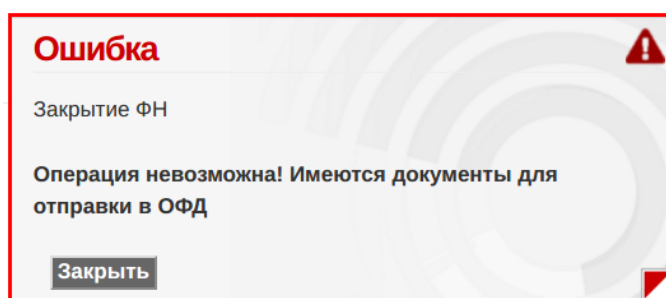 Ошибка
Закрытие ФН
Операция невозможна! Имеются документы для
отправки в ОФД
Закрыть